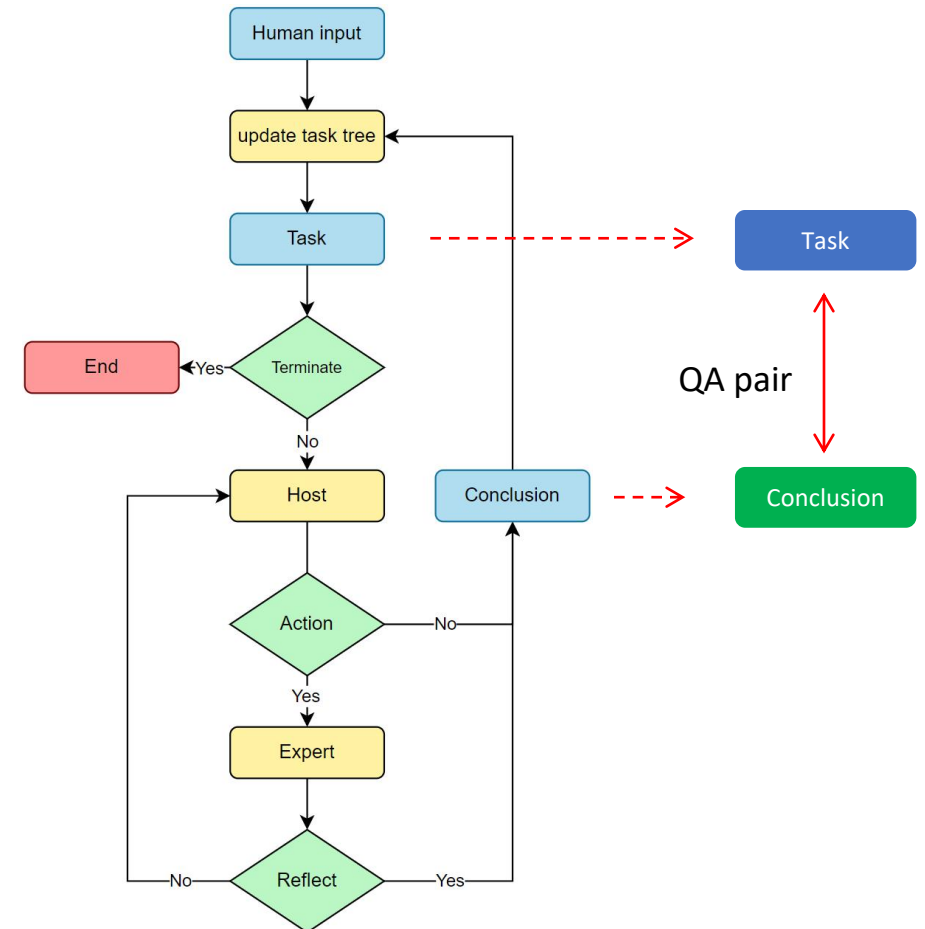 Human input
update task tree
Task
Task
End
Yes
Terminate
QA pair
No
Host
Conclusion
Conclusion
Action
No
Yes
Expert
No
Reflect
Yes